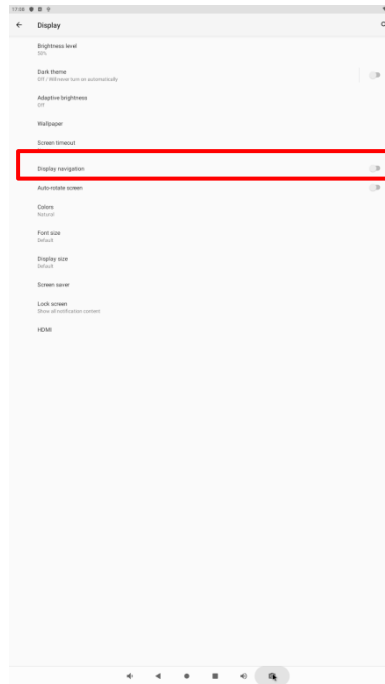 17:08
Display
Brightness level
58%
Dark theme
Off / Will never turn on automatically
Adaptive brightness
Off
Wallpaper
Screen timeout
Display navigation
Auto-rotate screen
Colors
Natural
Font size
Default
Display size
Default
Screen saver
Lock screen
Show all notification content
HDMI